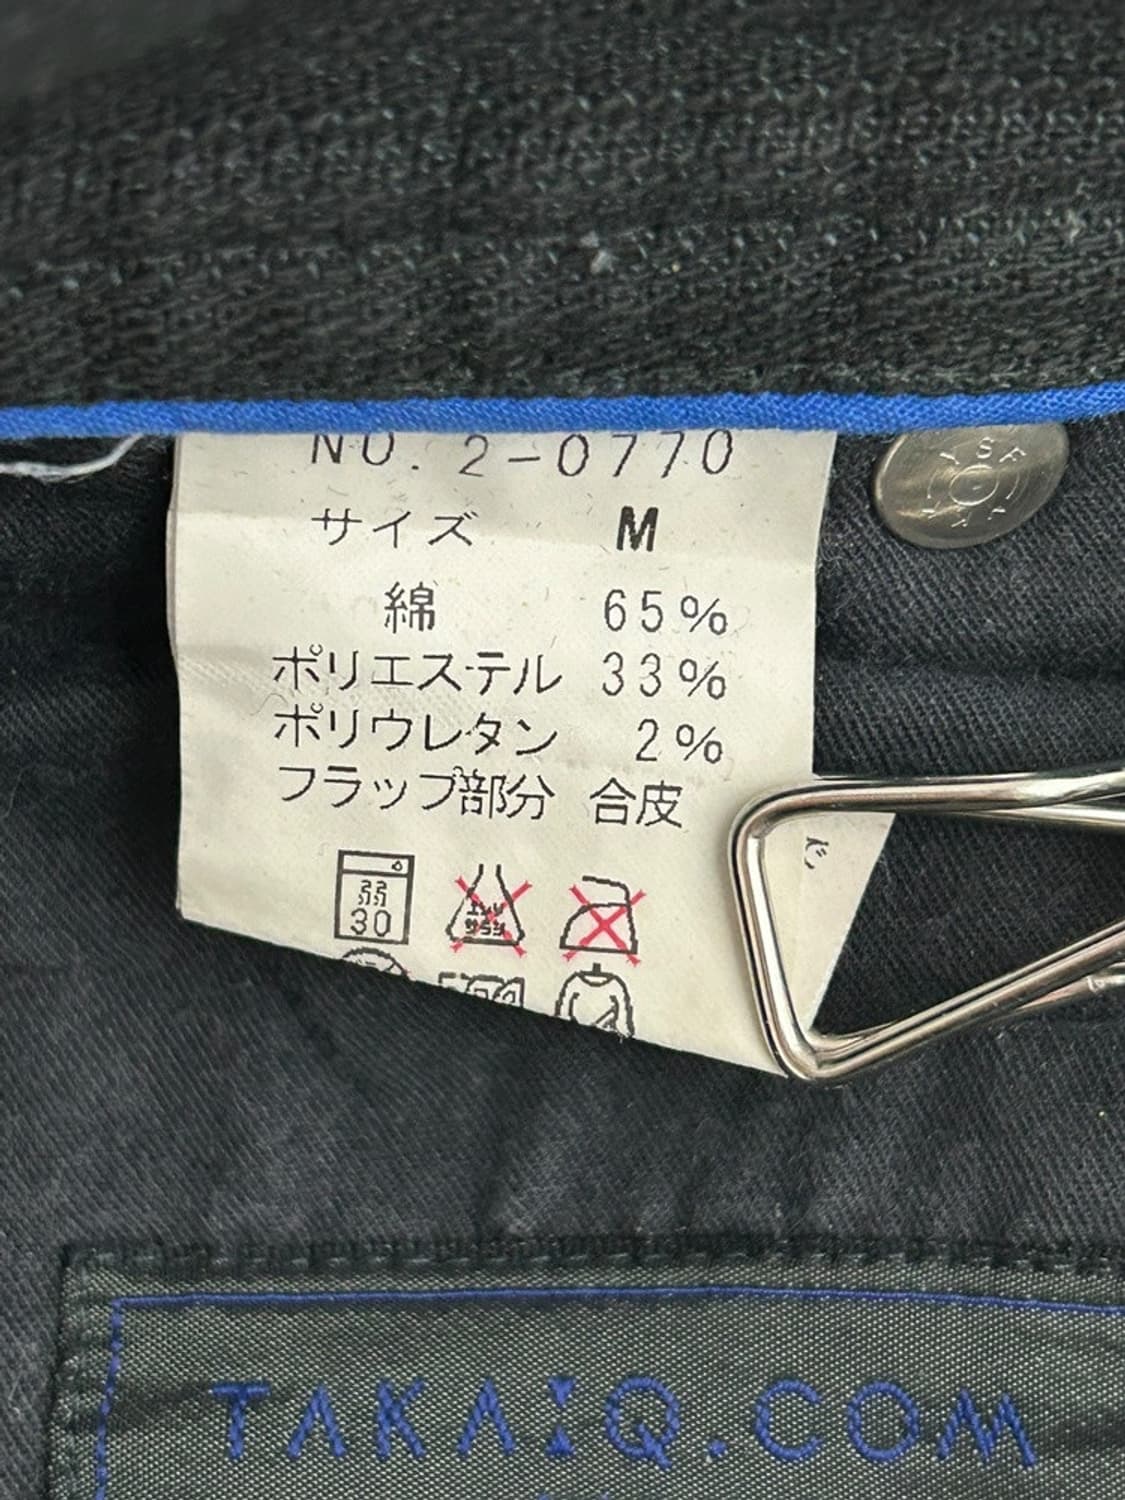 NO. 2-0770
サイズ M
綿 65%
ポリエステル 33%
ポリウレタン 2%
フラップ部分 合皮
弱
30
TAKAIQ.COM